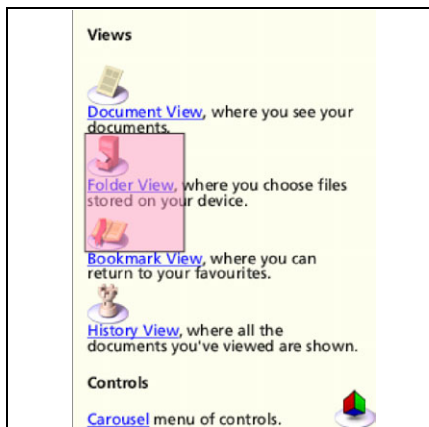 Views
Document View, where you see your
documents.
Folder View, where you choose files
stored on your device.
Bookmark View, where you can
return to your favourites.
History View, where all the
documents you've viewed are shown.
Controls
Carousel menu of controls.